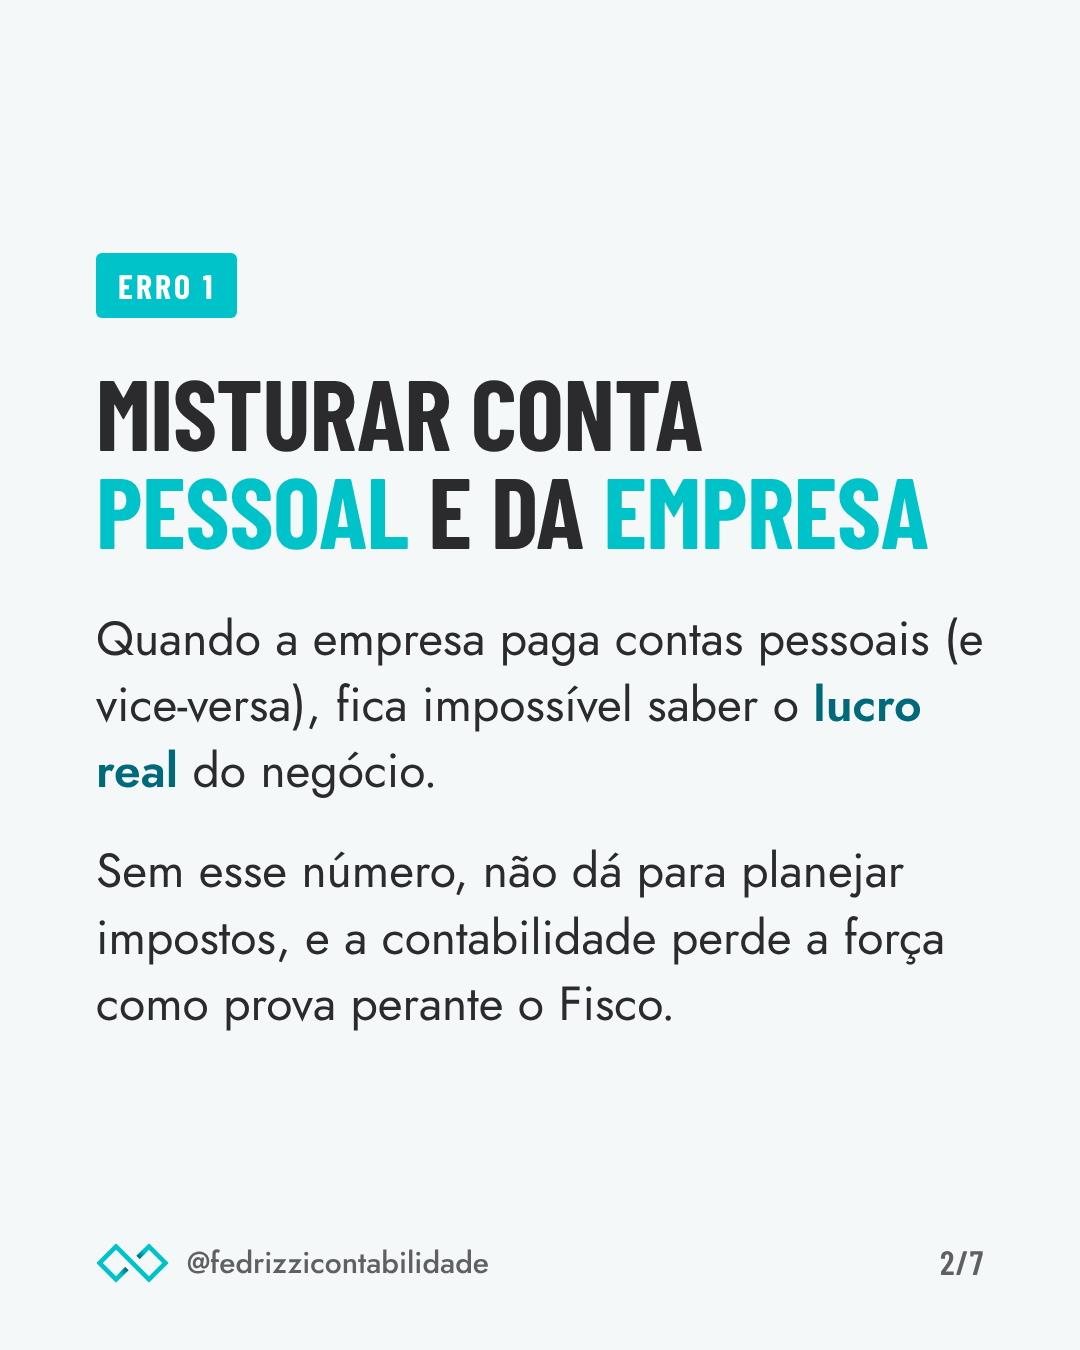 ERRO 1
MISTURAR CONTA
PESSOAL E DA EMPRESA
Quando a empresa paga contas pessoais (e
vice-versa), fica impossível saber o lucro
real do negócio.
Sem esse número, não dá para planejar
impostos, e a contabilidade perde a força
como prova perante o Fisco.
@fedrizzicontabilidade
2/7